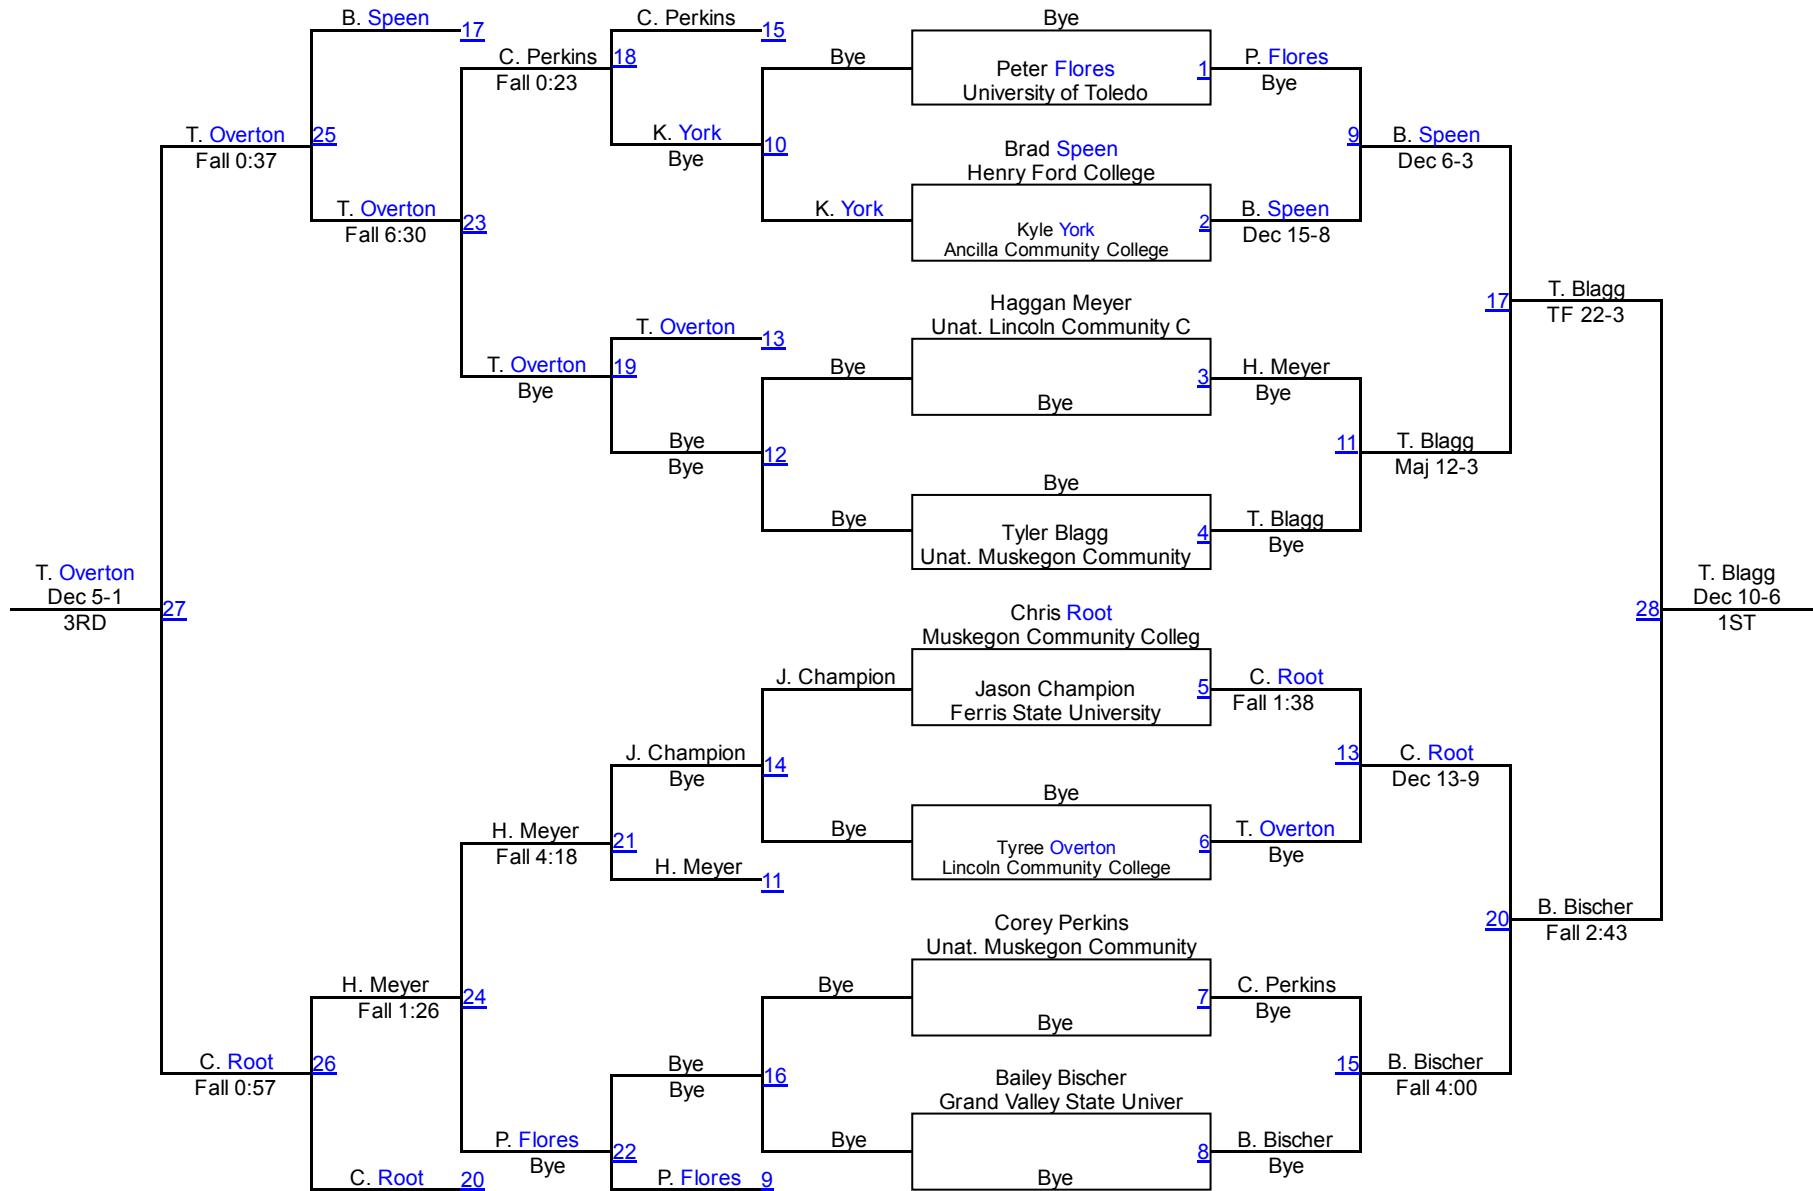 B. Speen
17
C. Perkins
15
Bye
C. Perkins
18
Fall 0:23
Bye
Peter Flores
1
University of Toledo
P. Flores
Bye
T. Overton
25
Fall 0:37
K. York
10
Bye
Brad Speen
Henry Ford College
9
B. Speen
Dec 6-3
T. Overton
23
Fall 6:30
K. York
Kyle York
2
Ancilla Community College
B. Speen
Dec 15-8
Haggan Meyer
Unat. Lincoln Community C
17
T. Blagg
TF 22-3
T. Overton
13
T. Overton
19
Bye
Bye
3
Bye
H. Meyer
Bye
Bye
12
Bye
11
T. Blagg
Maj 12-3
Bye
Bye
Tyler Blagg
4
Unat. Muskegon Community
T. Blagg
Bye
T. Overton
Dec 5-1
27
3RD
Chris Root
Muskegon Community Colleg
28
T. Blagg
Dec 10-6
1ST
J. Champion
Jason Champion
5
Ferris State University
C. Root
Fall 1:38
J. Champion
14
Bye
13
C. Root
Dec 13-9
Bye
H. Meyer
21
Fall 4:18
Bye
Tyree Overton
6
Lincoln Community College
T. Overton
Bye
H. Meyer
11
Corey Perkins
Unat. Muskegon Community
20
B. Bischer
Fall 2:43
H. Meyer
24
Fall 1:26
Bye
7
Bye
C. Perkins
Bye
C. Root
26
Fall 0:57
Bye
16
Bye
Bailey Bischer
Grand Valley State Univer
15
B. Bischer
Fall 4:00
P. Flores
22
Bye
Bye
8
Bye
B. Bischer
Bye
C. Root
20
P. Flores
9